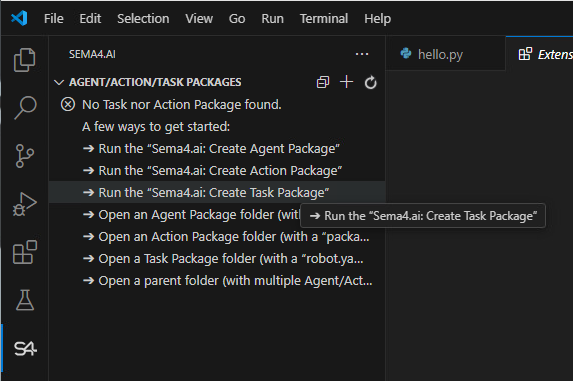 File Edit Selection View Go Run Terminal Help
SEMA4.AI
hello.py
Extens
AGENT/ACTION/TASK PACKAGES
No Task nor Action Package found.
A few ways to get started:
➔ Run the “Sema4.ai: Create Agent Package”
➔ Run the “Sema4.ai: Create Action Package”
➔ Run the “Sema4.ai: Create Task Package”
➔ Open an Agent Package folder (with
➔ Run the “Sema4.ai: Create Task Package”
➔ Open an Action Package folder (with a “packa...
➔ Open a Task Package folder (with a “robot.ya...
➔ Open a parent folder (with multiple Agent/Act...
S4